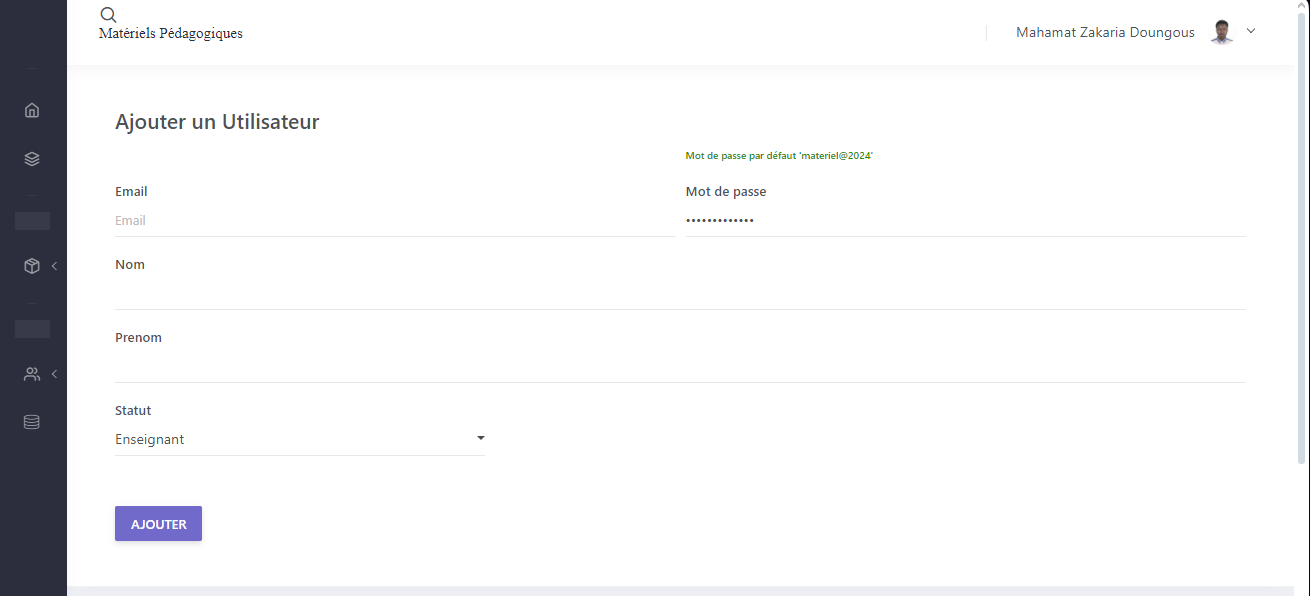 Matériels Pédagogiques
Mahamat Zakaria Doungous
Ajouter un Utilisateur
Mot de passe par défaut 'materiel@2024'
Email
Mot de passe
Email
•••••••••••••
Nom
Prenom
Statut
Enseignant
AJOUTER